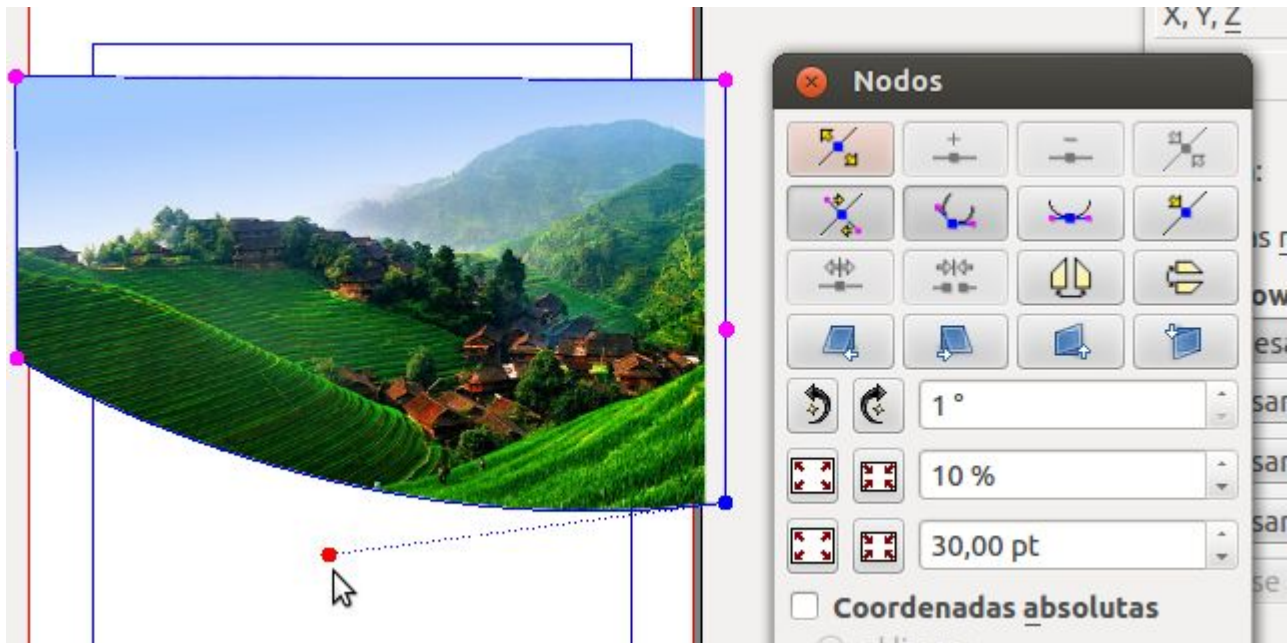 X, Y, Z
Nodos
1 °
10 %
30,00 pt
Coordenadas absolutas